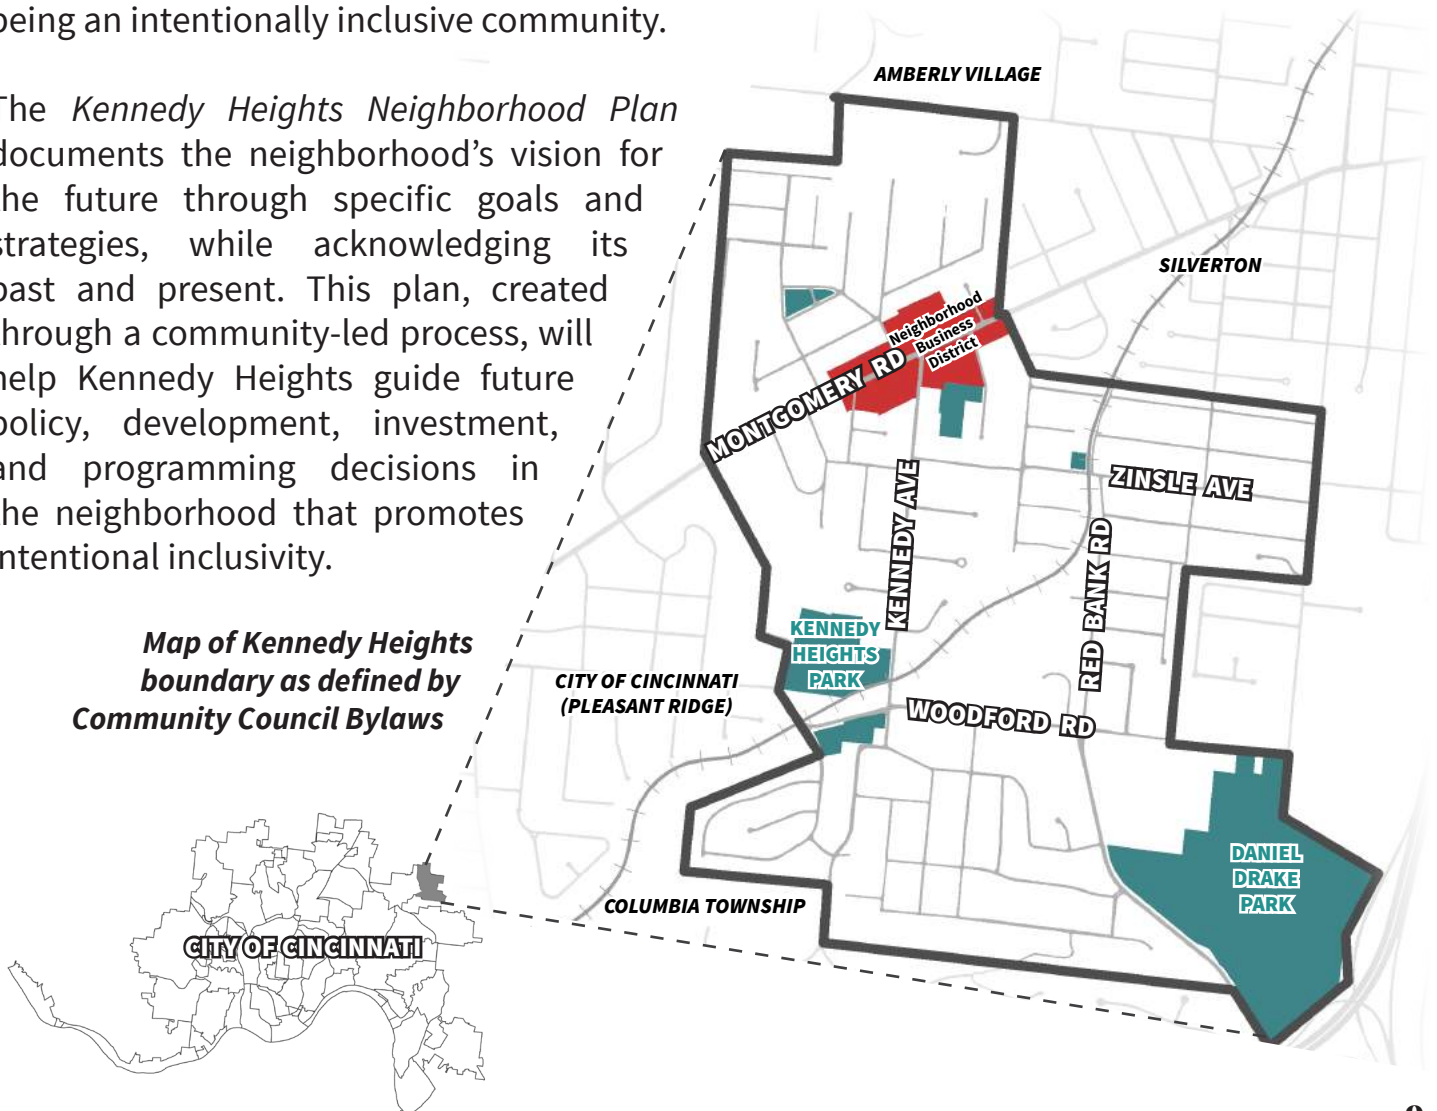 being an intentionally inclusive community.
The Kennedy Heights Neighborhood Plan
documents the neighborhood's vision for
the future through specific goals and
strategies, while acknowledging its
past and present. This plan, created
through a community-led process, will
help Kennedy Heights guide future
policy, development, investment,
and programming decisions in
the neighborhood that promotes
intentional inclusivity.
Map of Kennedy Heights
boundary as defined by
Community Council Bylaws
CITY OF CINCINNATI
AMBERLY VILLAGE
SILVERTON
Neighborhood
Business
District
MONTGOMERY RD
ZINSLE AVE
KENNEDY AVE
RED BANK RD
KENNEDY
HEIGHTS
PARK
CITY OF CINCINNATI
(PLEASANT RIDGE)
WOODFORD RD
DANIEL
DRAKE
PARK
COLUMBIA TOWNSHIP